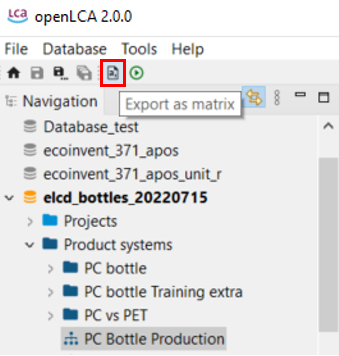 LCA openLCA 2.0.0
File Database Tools Help
Export as matrix
Navigation
Database_test
ecoinvent_371_apos
ecoinvent_371_apos_unit_r
elcd_bottles_20220715
Projects
Product systems
PC bottle
PC bottle Training extra
PC vs PET
PC Bottle Production